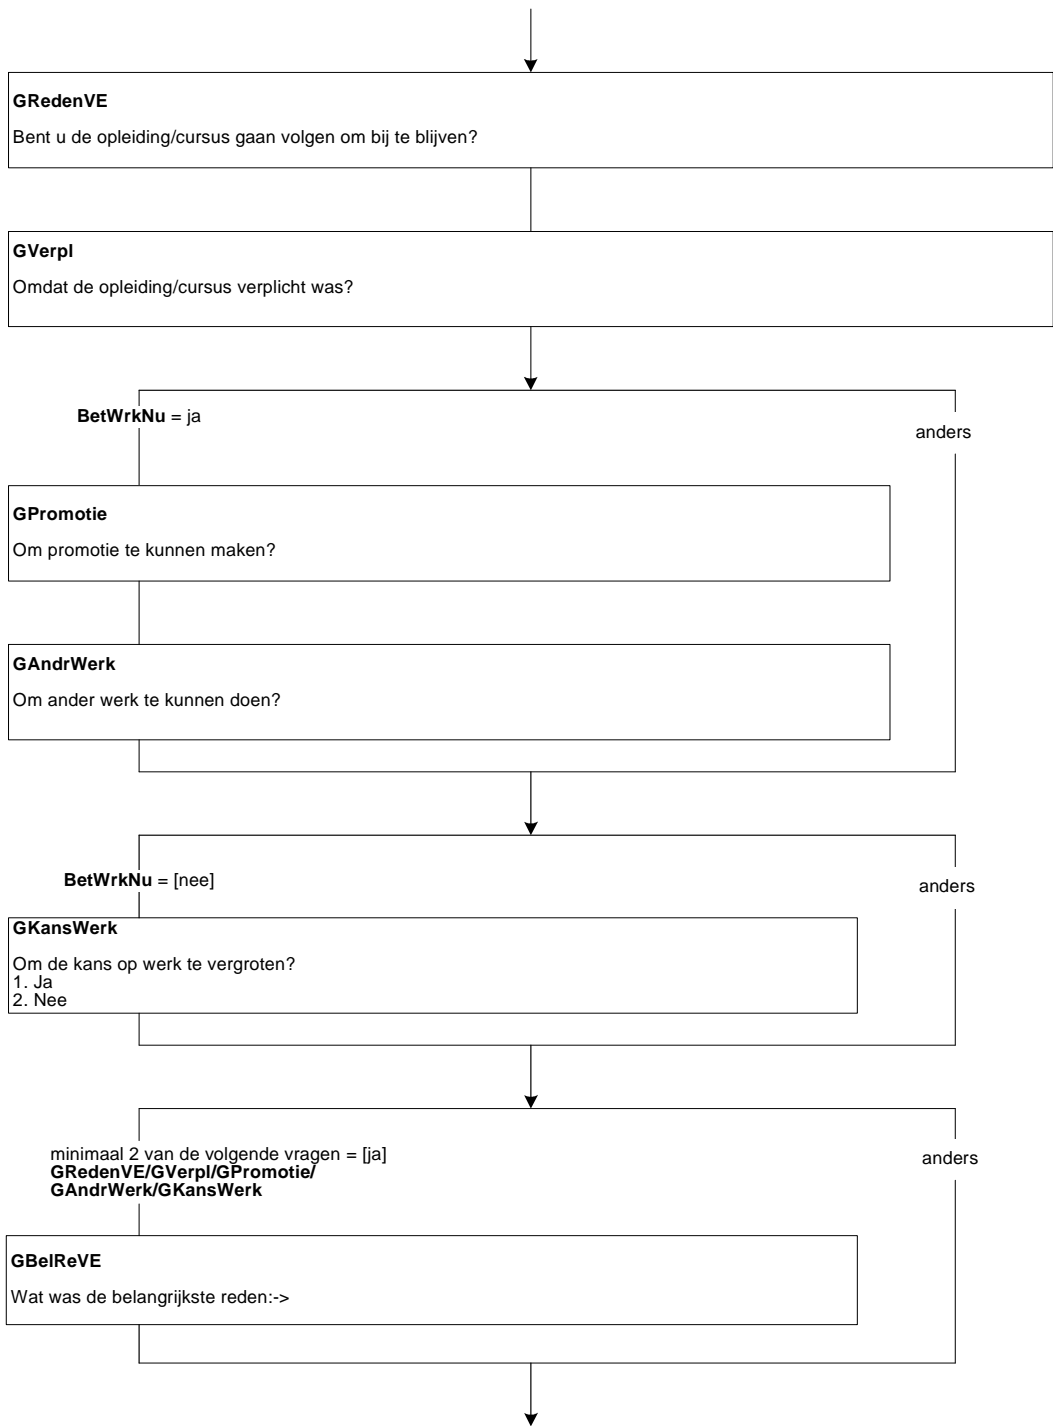 GRedenVE
Bent u de opleiding/cursus gaan volgen om bij te blijven?
GVerpl
Omdat de opleiding/cursus verplicht was?
BetWrkNu = ja
anders
GPromotie
Om promotie te kunnen maken?
GAndrWerk
Om ander werk te kunnen doen?
BetWrkNu = [nee]
anders
GKansWerk
Om de kans op werk te vergroten?
1. Ja
2. Nee
minimaal 2 van de volgende vragen = [ja]
anders
GRedenVE/GVerpl/GPromotie/
GAndrWerk/GKansWerk
GBelReVE
Wat was de belangrijkste reden:->